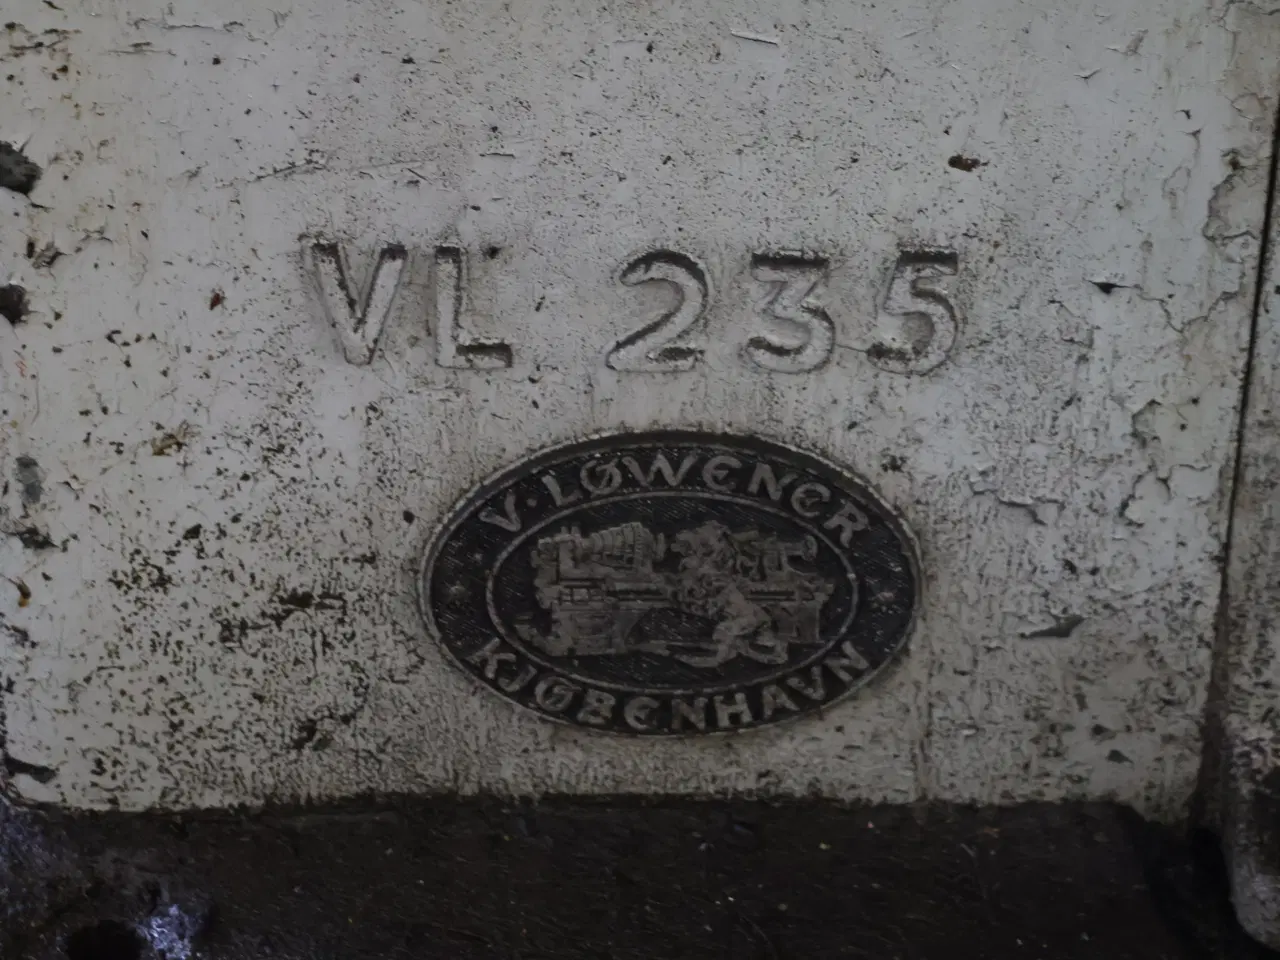 VL 235
V. LØWENER
KJØBENHAVN